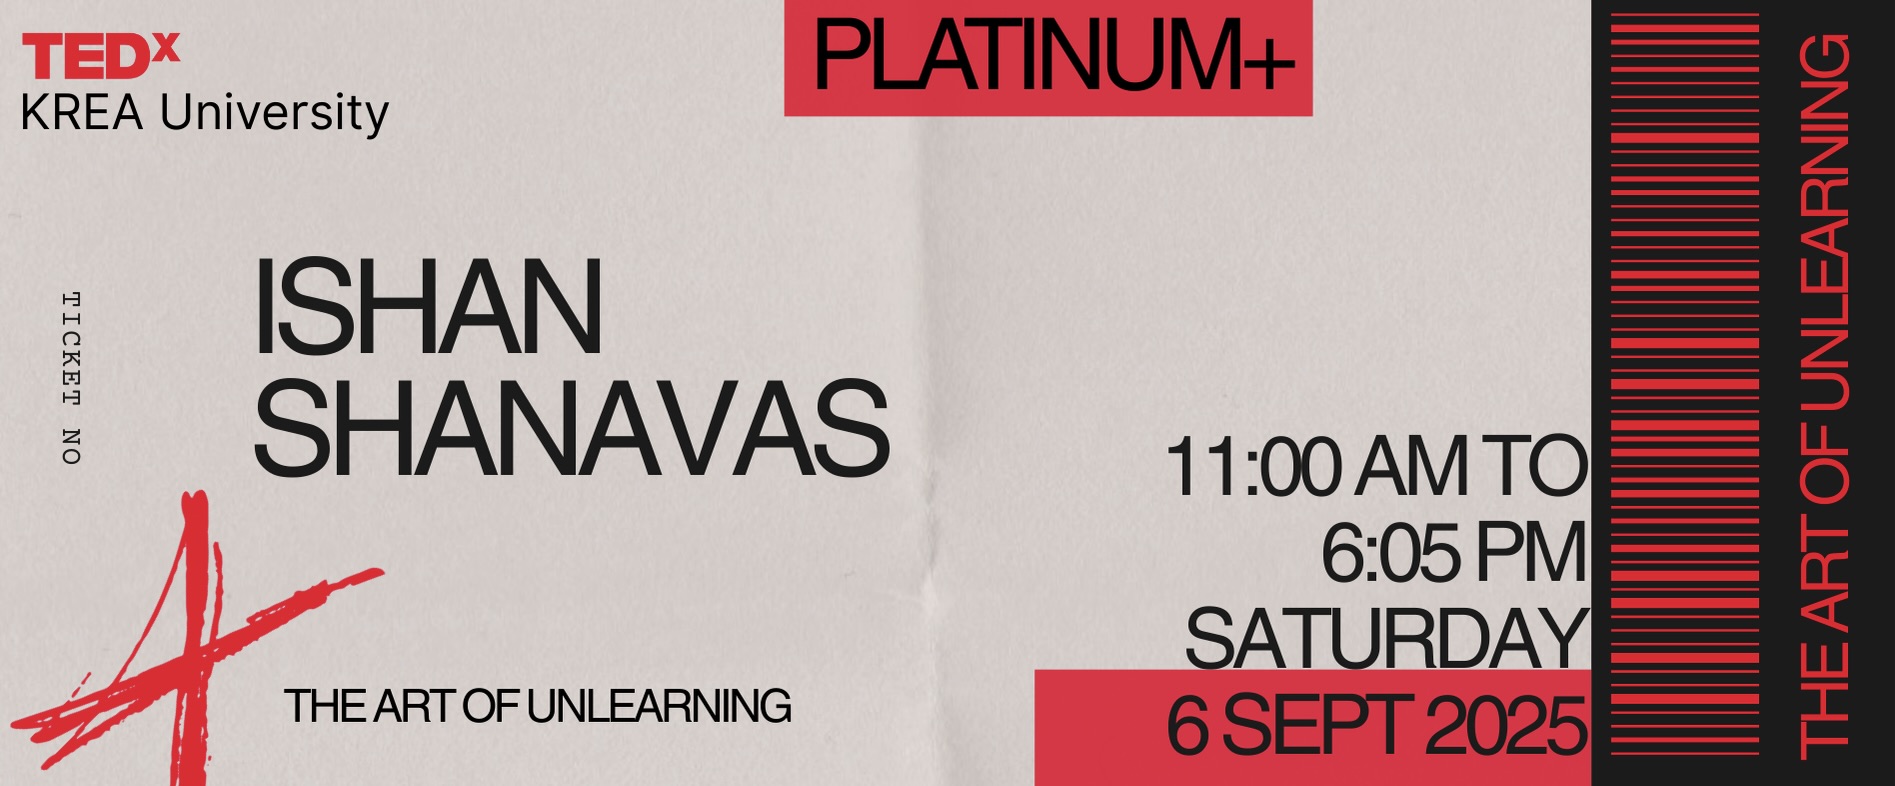 TEDx
KREA University
PLATINUM+
TICKET NO
ISHAN
SHANAVAS
THE ART OF UNLEARNING
11:00 AM TO
6:05 PM
SATURDAY
6 SEPT 2025
THE ART OF UNLEARNING